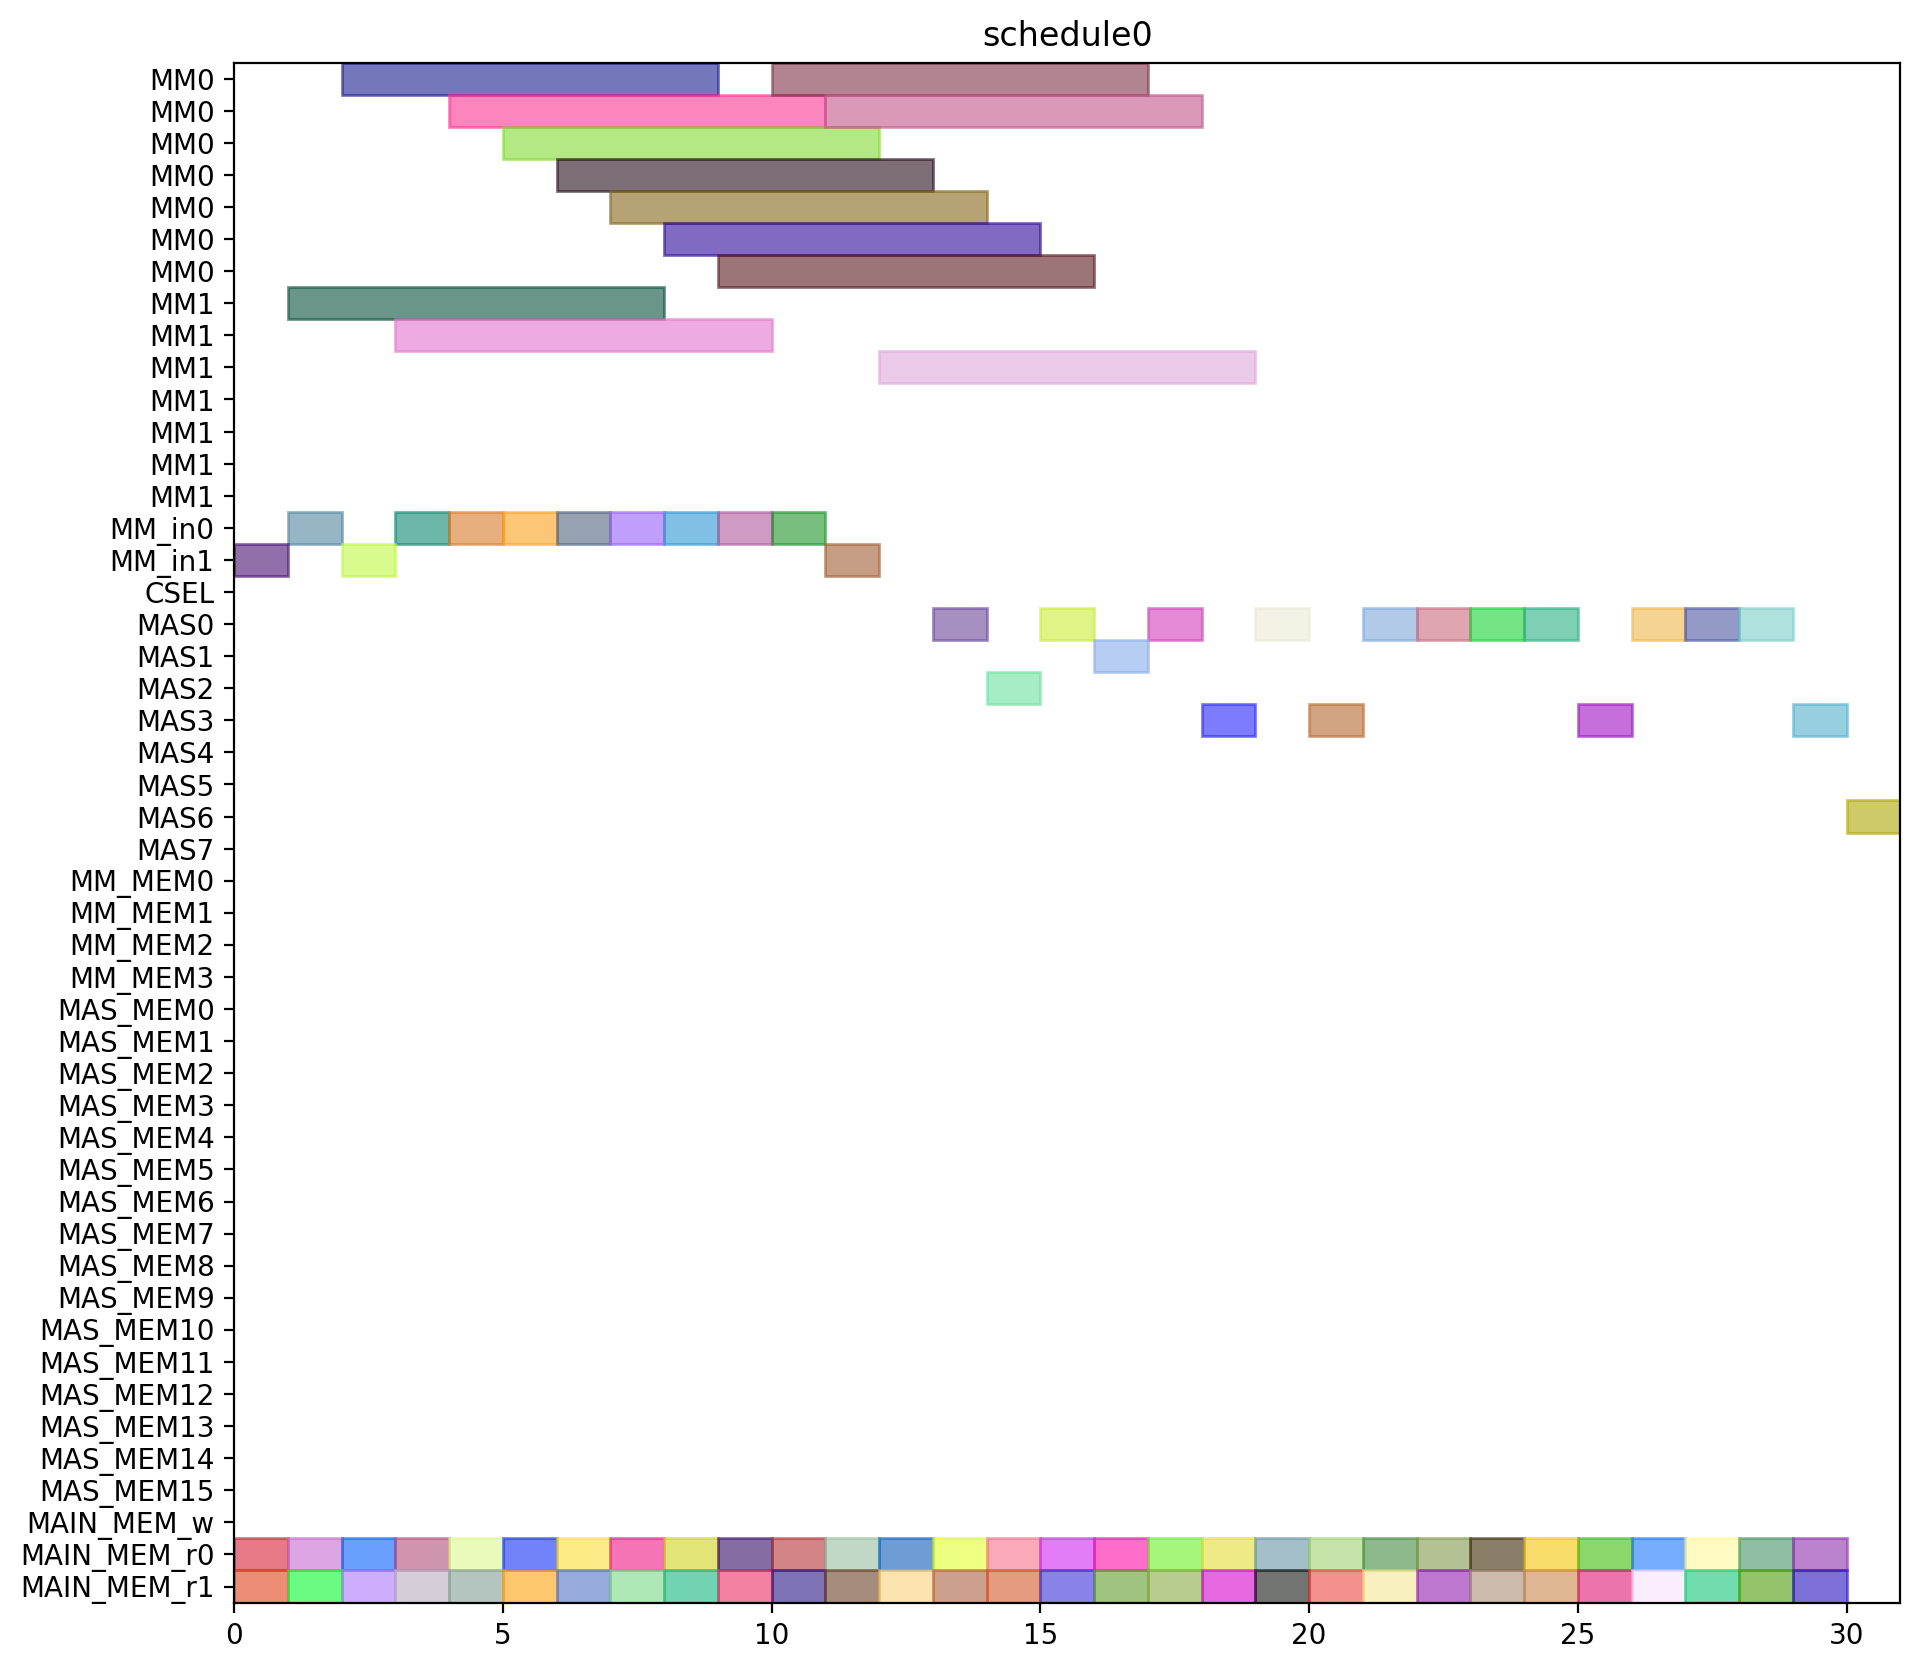 schedule0
MM0
MM0
MM0
MM0
MM0
MM0
MM0
MM1
MM1
MM1
MM1
MM1
MM1
MM1
MM_in0
MM_in1
CSEL
MAS0
MAS1
MAS2
MAS3
MAS4
MAS5
MAS6
MAS7
MM_MEM0
MM_MEM1
MM_MEM2
MM_MEM3
MAS_MEM0
MAS_MEM1
MAS_MEM2
MAS_MEM3
MAS_MEM4
MAS_MEM5
MAS_MEM6
MAS_MEM7
MAS_MEM8
MAS_MEM9
MAS_MEM10
MAS_MEM11
MAS_MEM12
MAS_MEM13
MAS_MEM14
MAS_MEM15
MAIN_MEM_w
MAIN_MEM_r0
MAIN_MEM_r1
0 5 10 15 20 25 30